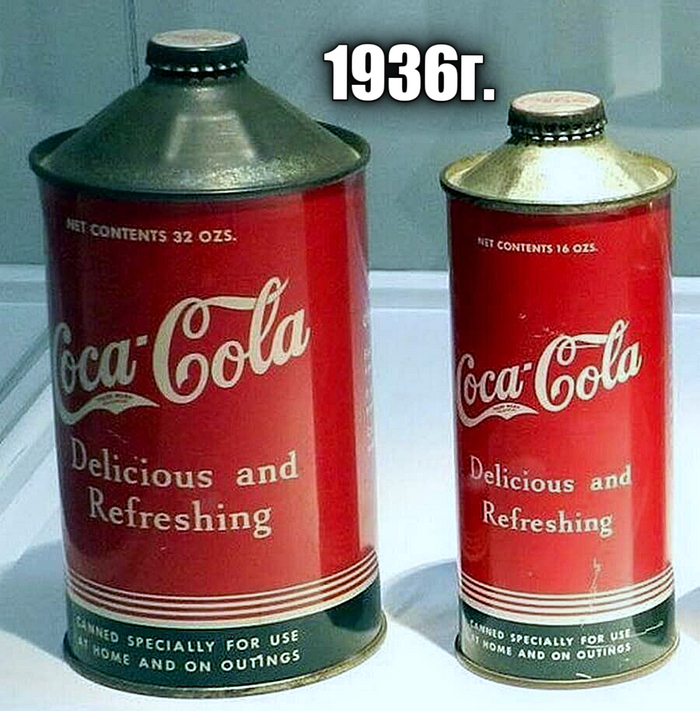 1936г.
NET CONTENTS 32 OZS.
Coca-Cola
Delicious and
Refreshing
CANNED SPECIALLY FOR USE
AT HOME AND ON OUTINGS
NET CONTENTS 16 OZS.
Coca-Cola
Delicious and
Refreshing
CANNED SPECIALLY FOR USE
AT HOME AND ON OUTINGS